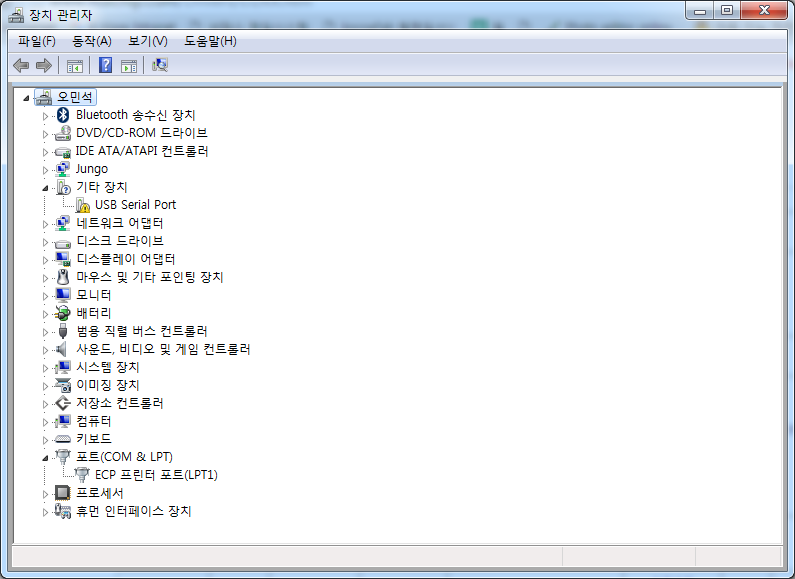 장치 관리자
파일(F) 동작(A) 보기(V) 도움말(H)
오민석
Bluetooth 송수신 장치
DVD/CD-ROM 드라이브
IDE ATA/ATAPI 컨트롤러
Jungo
기타 장치
USB Serial Port
네트워크 어댑터
디스크 드라이브
디스플레이 어댑터
마우스 및 기타 포인팅 장치
모니터
배터리
범용 직렬 버스 컨트롤러
사운드, 비디오 및 게임 컨트롤러
시스템 장치
이미징 장치
저장소 컨트롤러
컴퓨터
키보드
포트(COM & LPT)
ECP 프린터 포트(LPT1)
프로세서
휴먼 인터페이스 장치